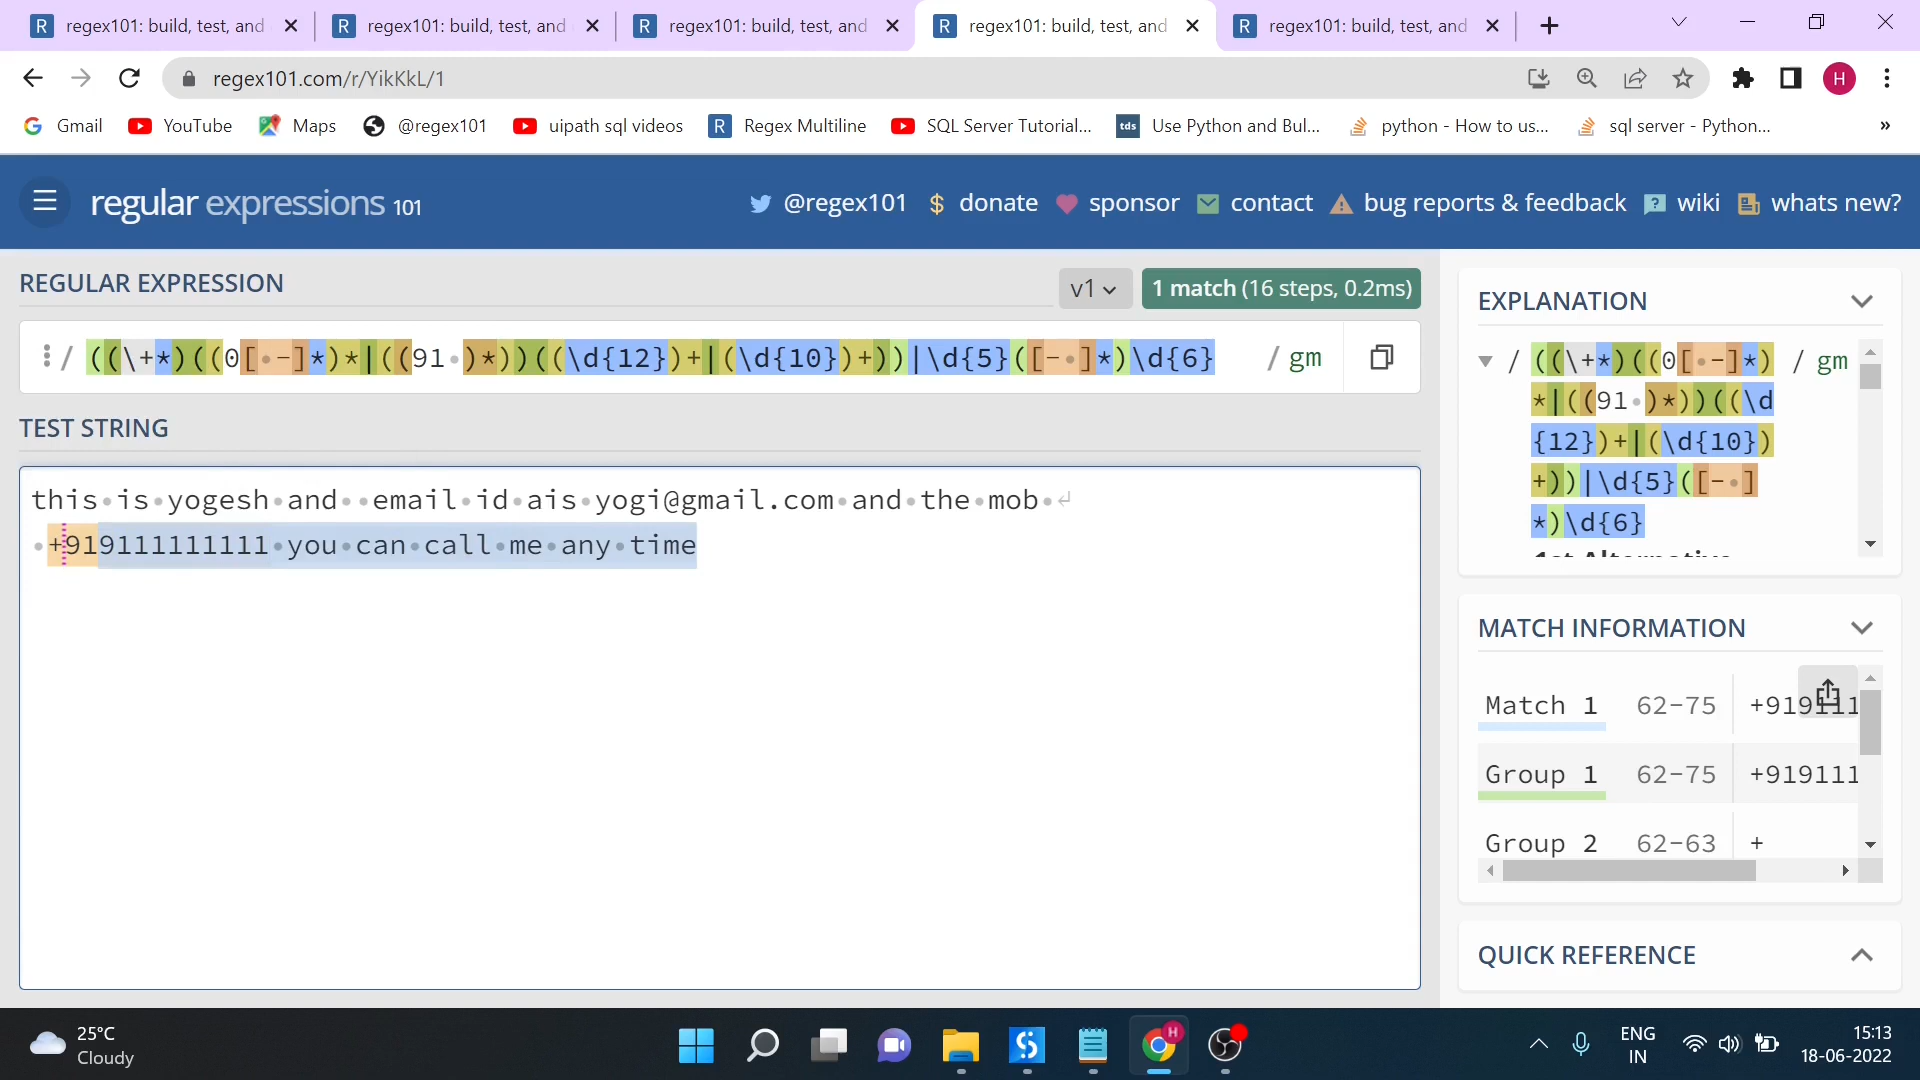 regex101: build, test, and
regex101: build, test, and
regex101: build, test, and
regex101: build, test, and
regex101: build, test, and
regex101.com/r/YikKkL/1
H
Gmail YouTube Maps @regex101 uipath sql videos Regex Multiline SQL Server Tutorial... Use Python and Bul... python - How to us... sql server - Python... »
regular expressions 101
@regex101 $ donate sponsor contact bug reports & feedback wiki whats new?
REGULAR EXPRESSION
v1
1 match (16 steps, 0.2ms)
/ ((\+*)((0[ -]*)*|((91 )*))((\d{12})+|(\d{10})+))|\d{5}([- ]*)\d{6} / gm
TEST STRING
this is yogesh and  email id ais yogi@gmail.com and the mob
+919111111111 you can call me any time
EXPLANATION
/ ((\+*)((0[ -]*) / gm
*|((91 )*))((\d
{12})+|(\d{10})
+))|\d{5}([- ]
*)\d{6}
1st Alternative
MATCH INFORMATION
Match 1 62-75 +919111
Group 1 62-75 +919111
Group 2 62-63 +
QUICK REFERENCE
25°C
Cloudy
ENG
IN
15:13
18-06-2022